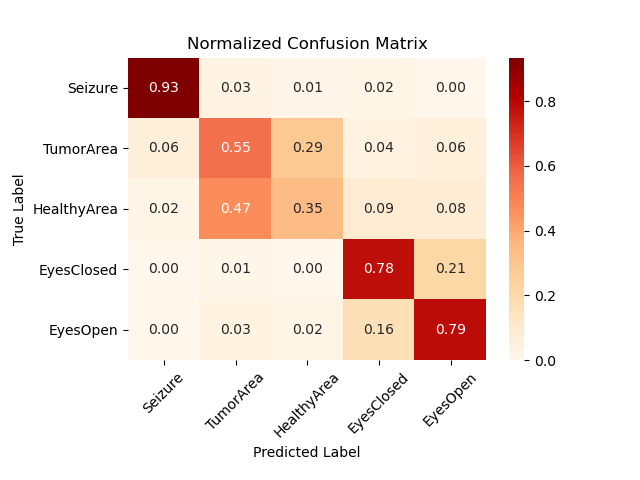 Normalized Confusion Matrix
True Label
Seizure 0.93 0.03 0.01 0.02 0.00
TumorArea 0.06 0.55 0.29 0.04 0.06
HealthyArea 0.02 0.47 0.35 0.09 0.08
EyesClosed 0.00 0.01 0.00 0.78 0.21
EyesOpen 0.00 0.03 0.02 0.16 0.79
Seizure TumorArea HealthyArea EyesClosed EyesOpen
Predicted Label
0.8
0.6
0.4
0.2
0.0